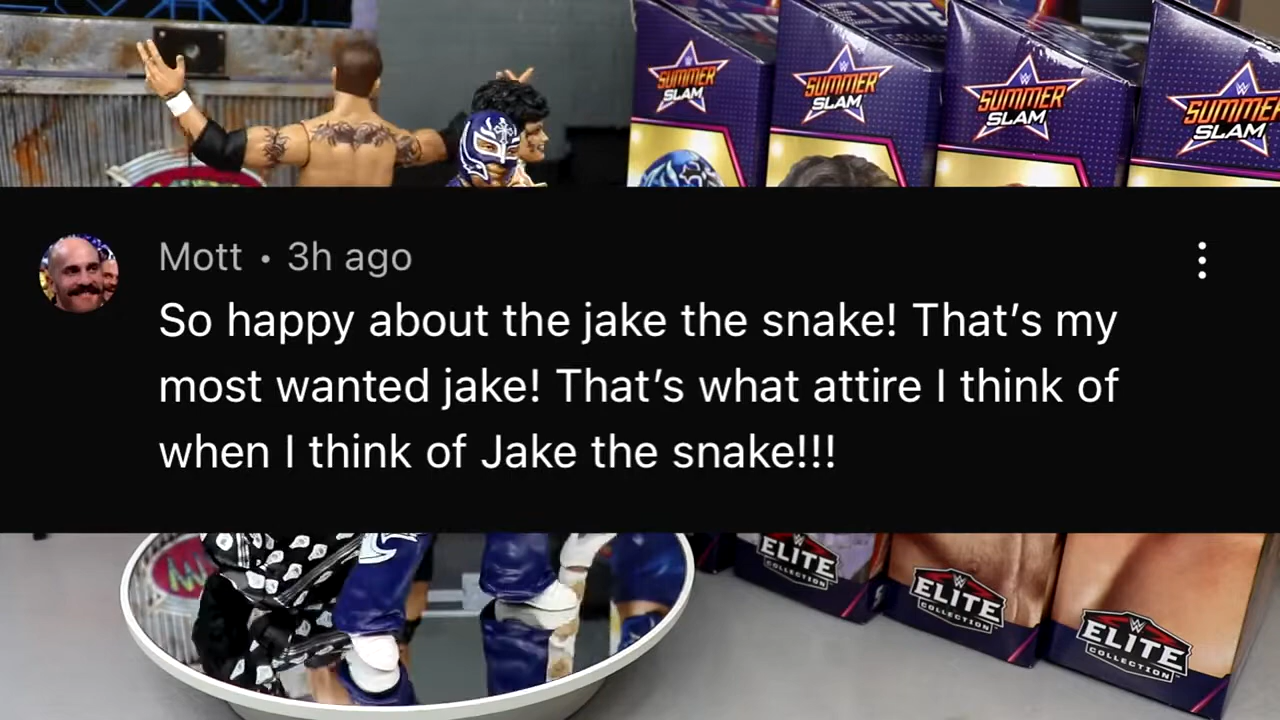 SUMMER
SLAM
SUMMER
SLAM
SUMMER
SLAM
SUMMER
SLAM
Mott • 3h ago
So happy about the jake the snake! That’s my
most wanted jake! That’s what attire I think of
when I think of Jake the snake!!!
ELITE
COLLECTION
ELITE
COLLECTION
ELITE
COLLECTION